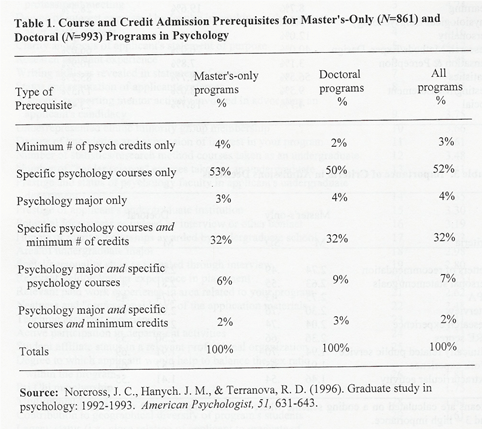 Table 1. Course and Credit Admission Prerequisites for Master's-Only (N=861) and
Doctoral (N=993) Programs in Psychology
Type of Prerequisite Master's-only programs % Doctoral programs % All programs %
Minimum # of psych credits only 4% 2% 3%
Specific psychology courses only 53% 50% 52%
Psychology major only 3% 4% 4%
Specific psychology courses and
minimum # of credits 32% 32% 32%
Psychology major and specific
psychology courses 6% 9% 7%
Psychology major and specific
courses and minimum credits 2% 3% 2%
Totals 100% 100% 100%
Source: Norcross, J. C., Hanych. J. M., & Terranova, R. D. (1996). Graduate study in
psychology: 1992-1993. American Psychologist, 51, 631-643.